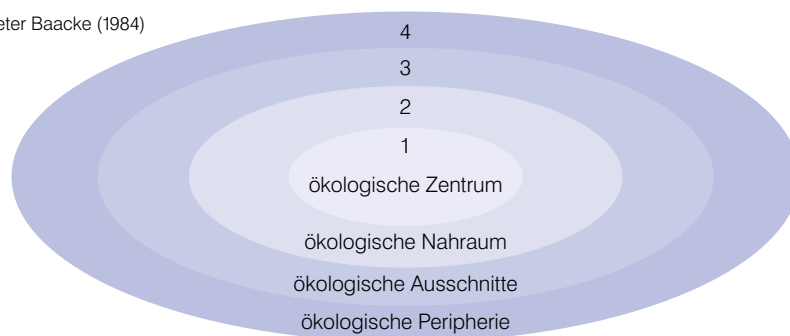 eter Baacke (1984)
4
3
2
1
ökologische Zentrum
ökologische Nahraum
ökologische Ausschnitte
ökologische Peripherie